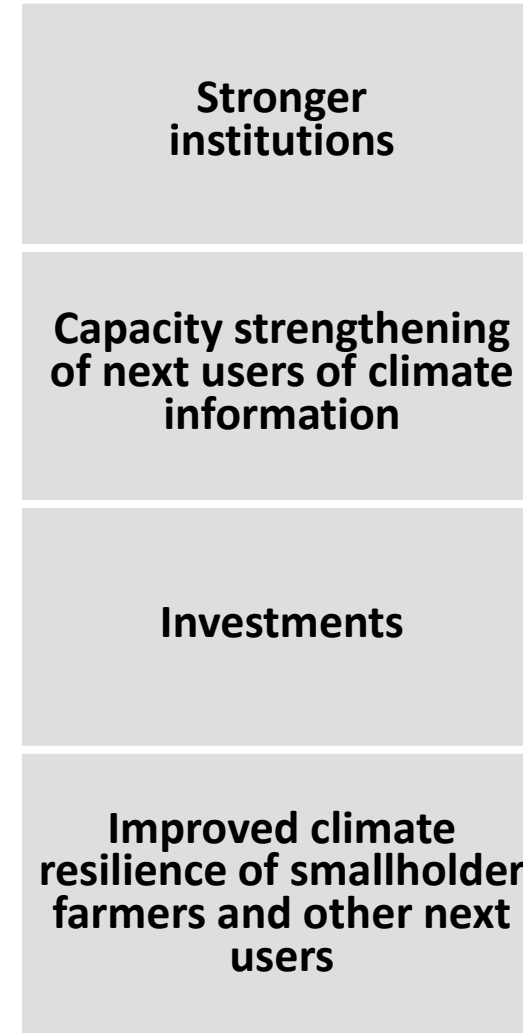 Stronger
institutions
Capacity strengthening
of next users of climate
information
Investments
Improved climate
resilience of smallholder
farmers and other next
users